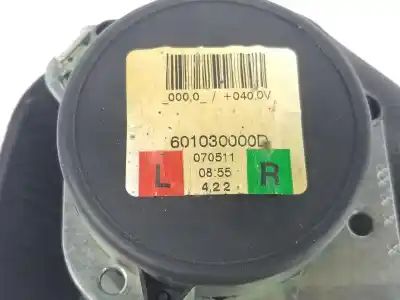 _000,0_ / +040,0V
601030000D
070511
L 08:55 R
4,2 2